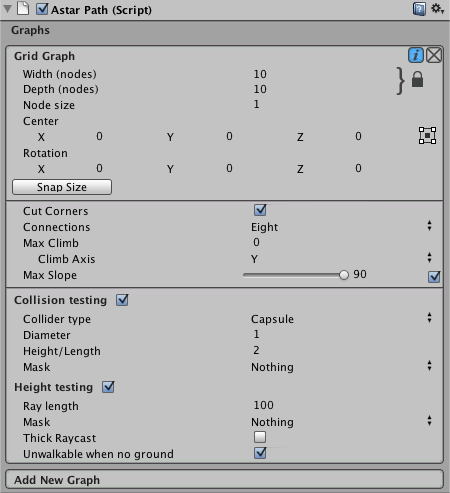 Astar Path (Script)
Graphs
Grid Graph
Width (nodes) 10
Depth (nodes) 10
Node size 1
Center
X 0 Y 0 Z 0
Rotation
X 0 Y 0 Z 0
Snap Size
Cut Corners
Connections Eight
Max Climb 0
Climb Axis Y
Max Slope 90
Collision testing
Collider type Capsule
Diameter 1
Height/Length 2
Mask Nothing
Height testing
Ray length 100
Mask Nothing
Thick Raycast
Unwalkable when no ground
Add New Graph